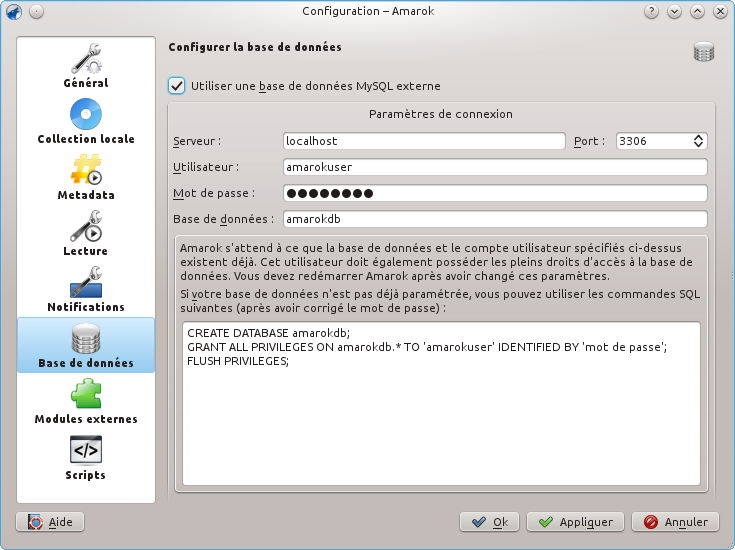 Configuration – Amarok
Général
Collection locale
Metadata
Lecture
Notifications
Base de données
Modules externes
Scripts
Configurer la base de données
Utiliser une base de données MySQL externe
Paramètres de connexion
Serveur : localhost Port : 3306
Utilisateur : amarokuser
Mot de passe : ●●●●●●●●
Base de données : amarokdb
Amarok s'attend à ce que la base de données et le compte utilisateur spécifiés ci-dessus
existent déjà. Cet utilisateur doit également posséder les pleins droits d'accès à la base de
données. Vous devez redémarrer Amarok après avoir changé ces paramètres.
Si votre base de données n'est pas déjà paramétrée, vous pouvez utiliser les commandes SQL
suivantes (après avoir corrigé le mot de passe) :
CREATE DATABASE amarokdb;
GRANT ALL PRIVILEGES ON amarokdb.* TO 'amarokuser' IDENTIFIED BY 'mot de passe';
FLUSH PRIVILEGES;
Aide Ok Appliquer Annuler